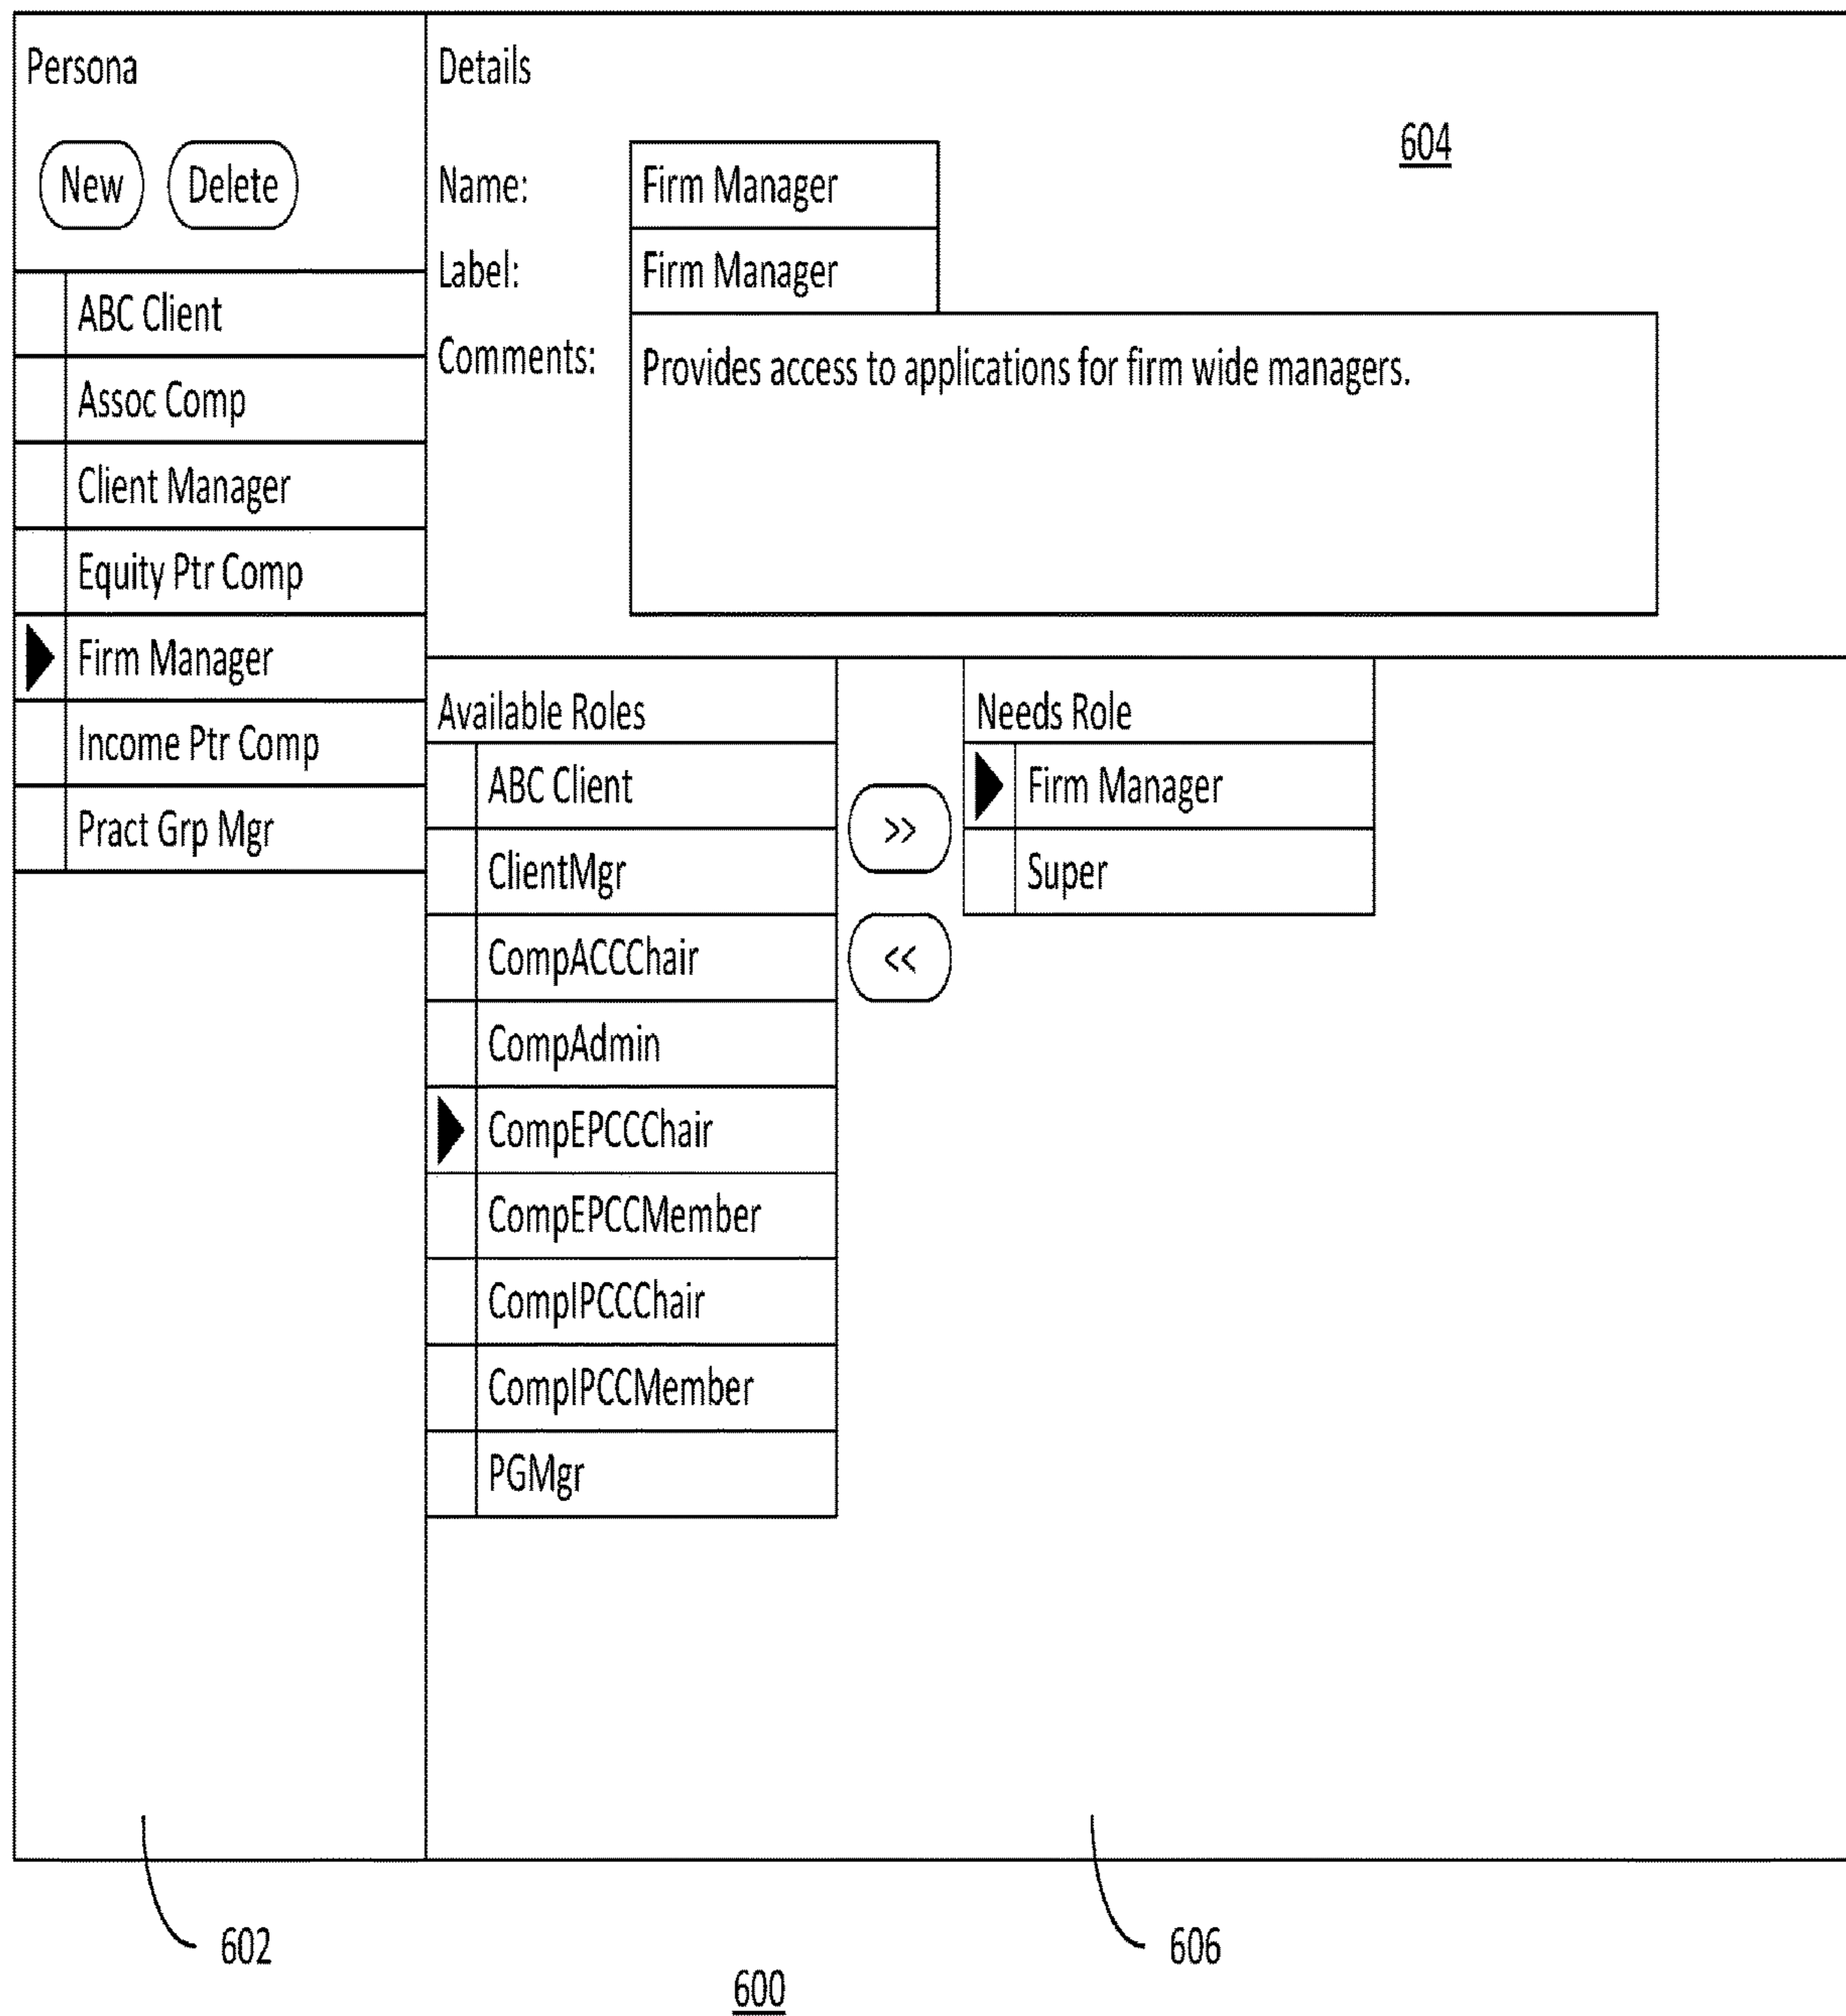 Persona
New
Delete
ABC Client
Assoc Comp
Client Manager
Equity Ptr Comp
Firm Manager
Income Ptr Comp
Pract Grp Mgr
Details
604
Name:
Firm Manager
Label:
Firm Manager
Comments:
Provides access to applications for firm wide managers.
Available Roles
ABC Client
ClientMgr
CompACCChair
CompAdmin
CompEPCCChair
CompEPCCMember
CompIPCCChair
CompIPCCMember
PGMgr
>>
<<
Needs Role
Firm Manager
Super
602
606
600